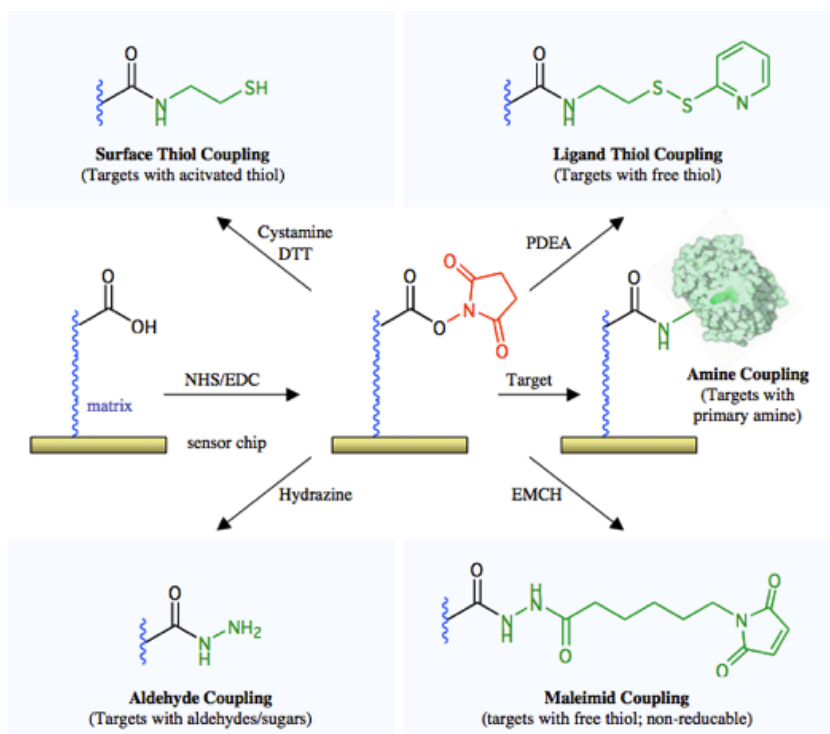 O
N
H
SH
Surface Thiol Coupling
(Targets with acitvated thiol)
O
N
H
S
S
N
Ligand Thiol Coupling
(Targets with free thiol)
Cystamine
DTT
PDEA
O
OH
matrix
NHS/EDC
sensor chip
O
O
O
N
O
Target
O
N
H
Amine Coupling
(Targets with
primary amine)
Hydrazine
EMCH
O
N
H
NH2
Aldehyde Coupling
(Targets with aldehydes/sugars)
O
N
H
H
N
O
N
O
O
Maleimid Coupling
(targets with free thiol; non-reducable)